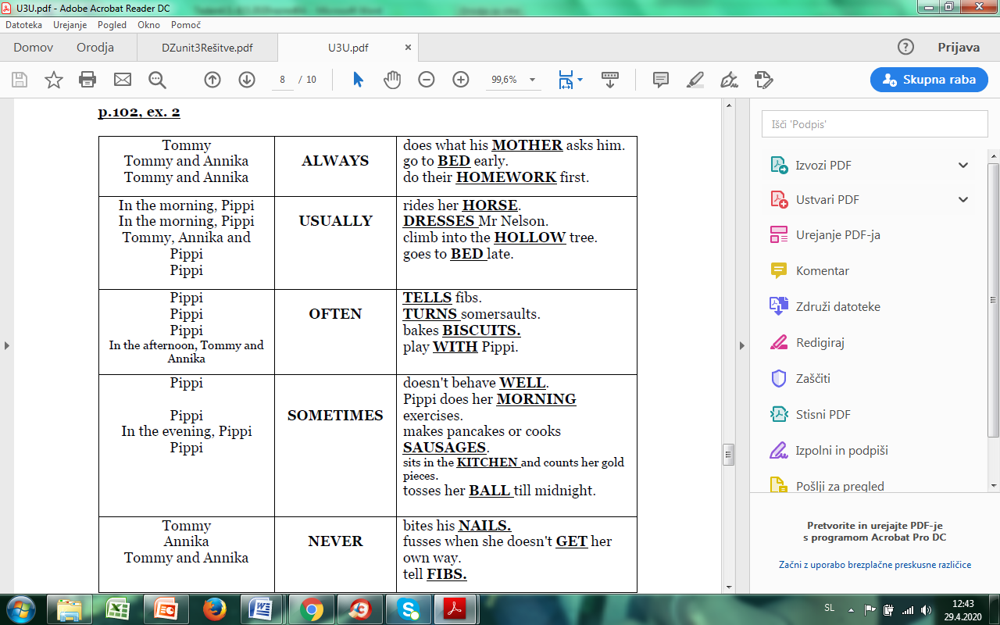 U3U.pdf - Adobe Acrobat Reader DC
Datoteka Urejanje Pogled Okno Pomoč
Domov Orodja DZunit3Rešitve.pdf U3U.pdf ×
8 / 10 99,6% Skupna raba
Prijava
p.102, ex. 2
Tommy
Tommy and Annika
Tommy and Annika
ALWAYS
does what his MOTHER asks him.
go to BED early.
do their HOMEWORK first.
In the morning, Pippi
In the morning, Pippi
Tommy, Annika and
Pippi
Pippi
USUALLY
rides her HORSE.
DRESSES Mr Nelson.
climb into the HOLLOW tree.
goes to BED late.
Pippi
Pippi
Pippi
In the afternoon, Tommy and
Annika
OFTEN
TELLS fibs.
TURNS somersaults.
bakes BISCUITS.
play WITH Pippi.
Pippi
Pippi
In the evening, Pippi
Pippi
SOMETIMES
doesn't behave WELL.
Pippi does her MORNING
exercises.
makes pancakes or cooks
SAUSAGES.
sits in the KITCHEN and counts her gold
pieces.
tosses her BALL till midnight.
Tommy
Annika
Tommy and Annika
NEVER
bites his NAILS.
fusses when she doesn't GET her
own way.
tell FIBS.
Išči 'Podpis'
Izvozi PDF
Ustvari PDF
Urejanje PDF-ja
Komentar
Združi datoteke
Redigiraj
Zaščiti
Stisni PDF
Izpolni in podpiši
Pošlji za pregled
Pretvorite in urejajte PDF-je
s programom Acrobat Pro DC
Začni z uporabo brezplačne preskusne različice
SL
12:43
29.4.2020